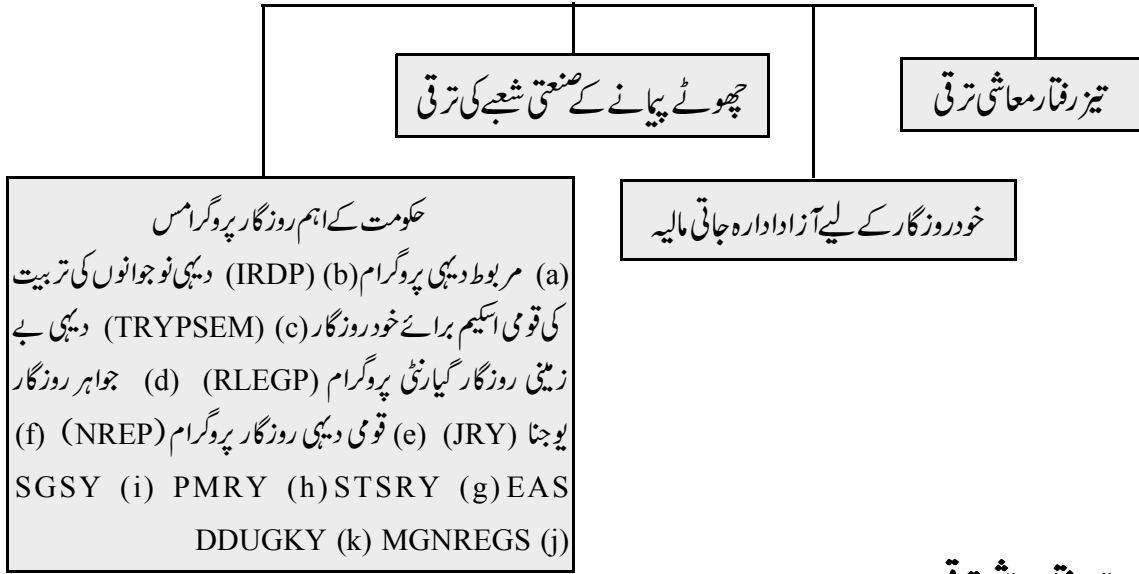 تیز رفتار معاشی ترقی
چھوٹے پیمانے کے صنعتی شعبے کی ترقی
خود روزگار کے لیے آزاد ادارہ جاتی مالیہ
حکومت کے اہم روزگار پروگرامس
(a) مربوط دیہی پروگرام (IRDP) (b) دیہی نوجوانوں کی تربیت
کی قومی اسکیم برائے خود روزگار (TRYPSEM) (c) دیہی بے
زمینی روزگار گیارنٹی پروگرام (RLEGP) (d) جواہر روزگار
یوجنا (JRY) (e) قومی دیہی روزگار پروگرام (NREP) (f)
SGSY (i) PMRY (h) STSRY (g) EAS
DDUGKY (k) MGNREGS (j)